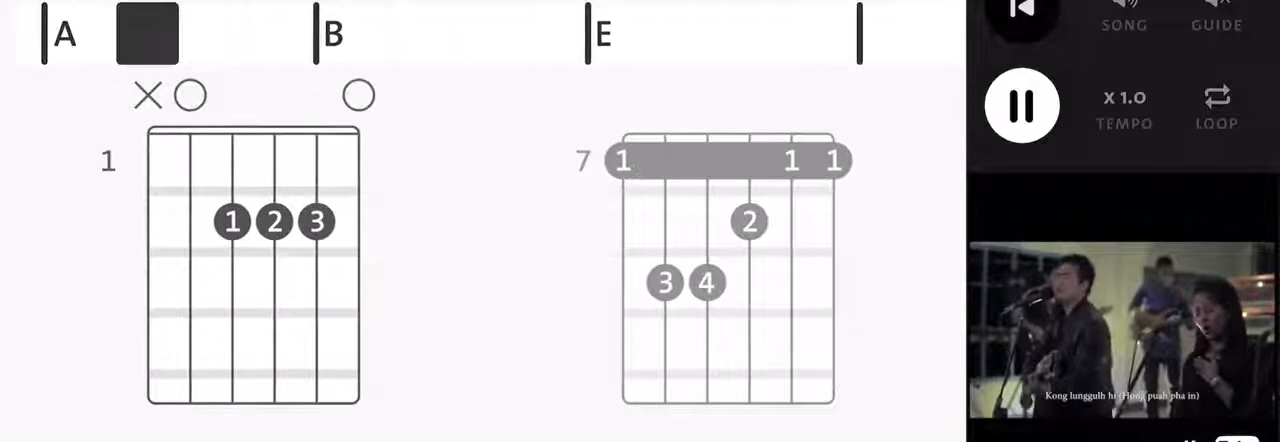 A B E
SONG GUIDE
X 1.0
TEMPO LOOP
1
1 2 3
7 1 1 1
2
3 4
Kong lunggulh hi (Hong puah pha in)